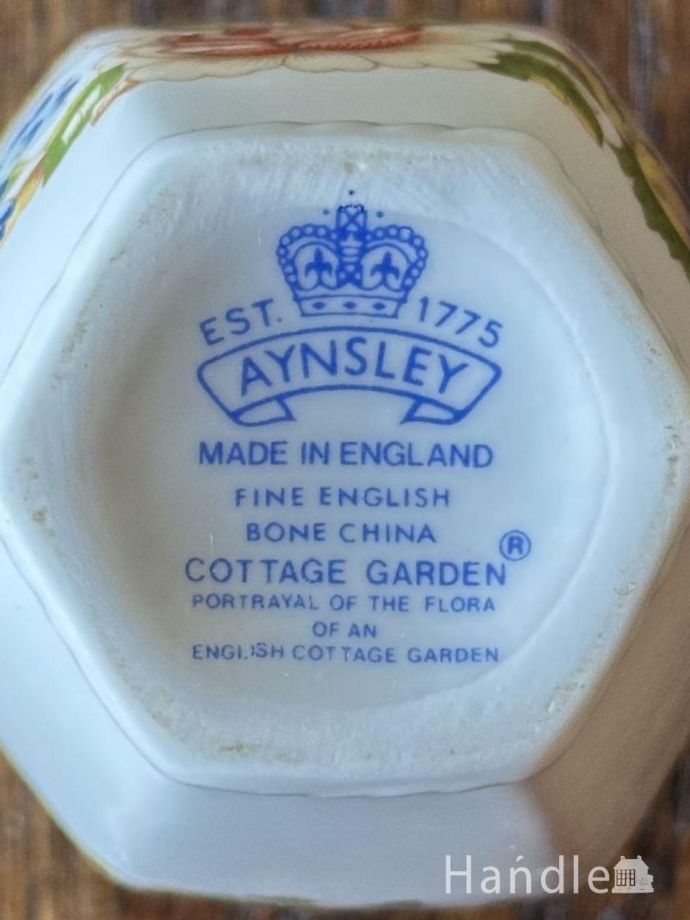 EST. 1775
AYNSLEY
MADE IN ENGLAND
FINE ENGLISH
BONE CHINA
COTTAGE GARDEN®
PORTRAYAL OF THE FLORA
OF AN
ENGLISH COTTAGE GARDEN
Handle